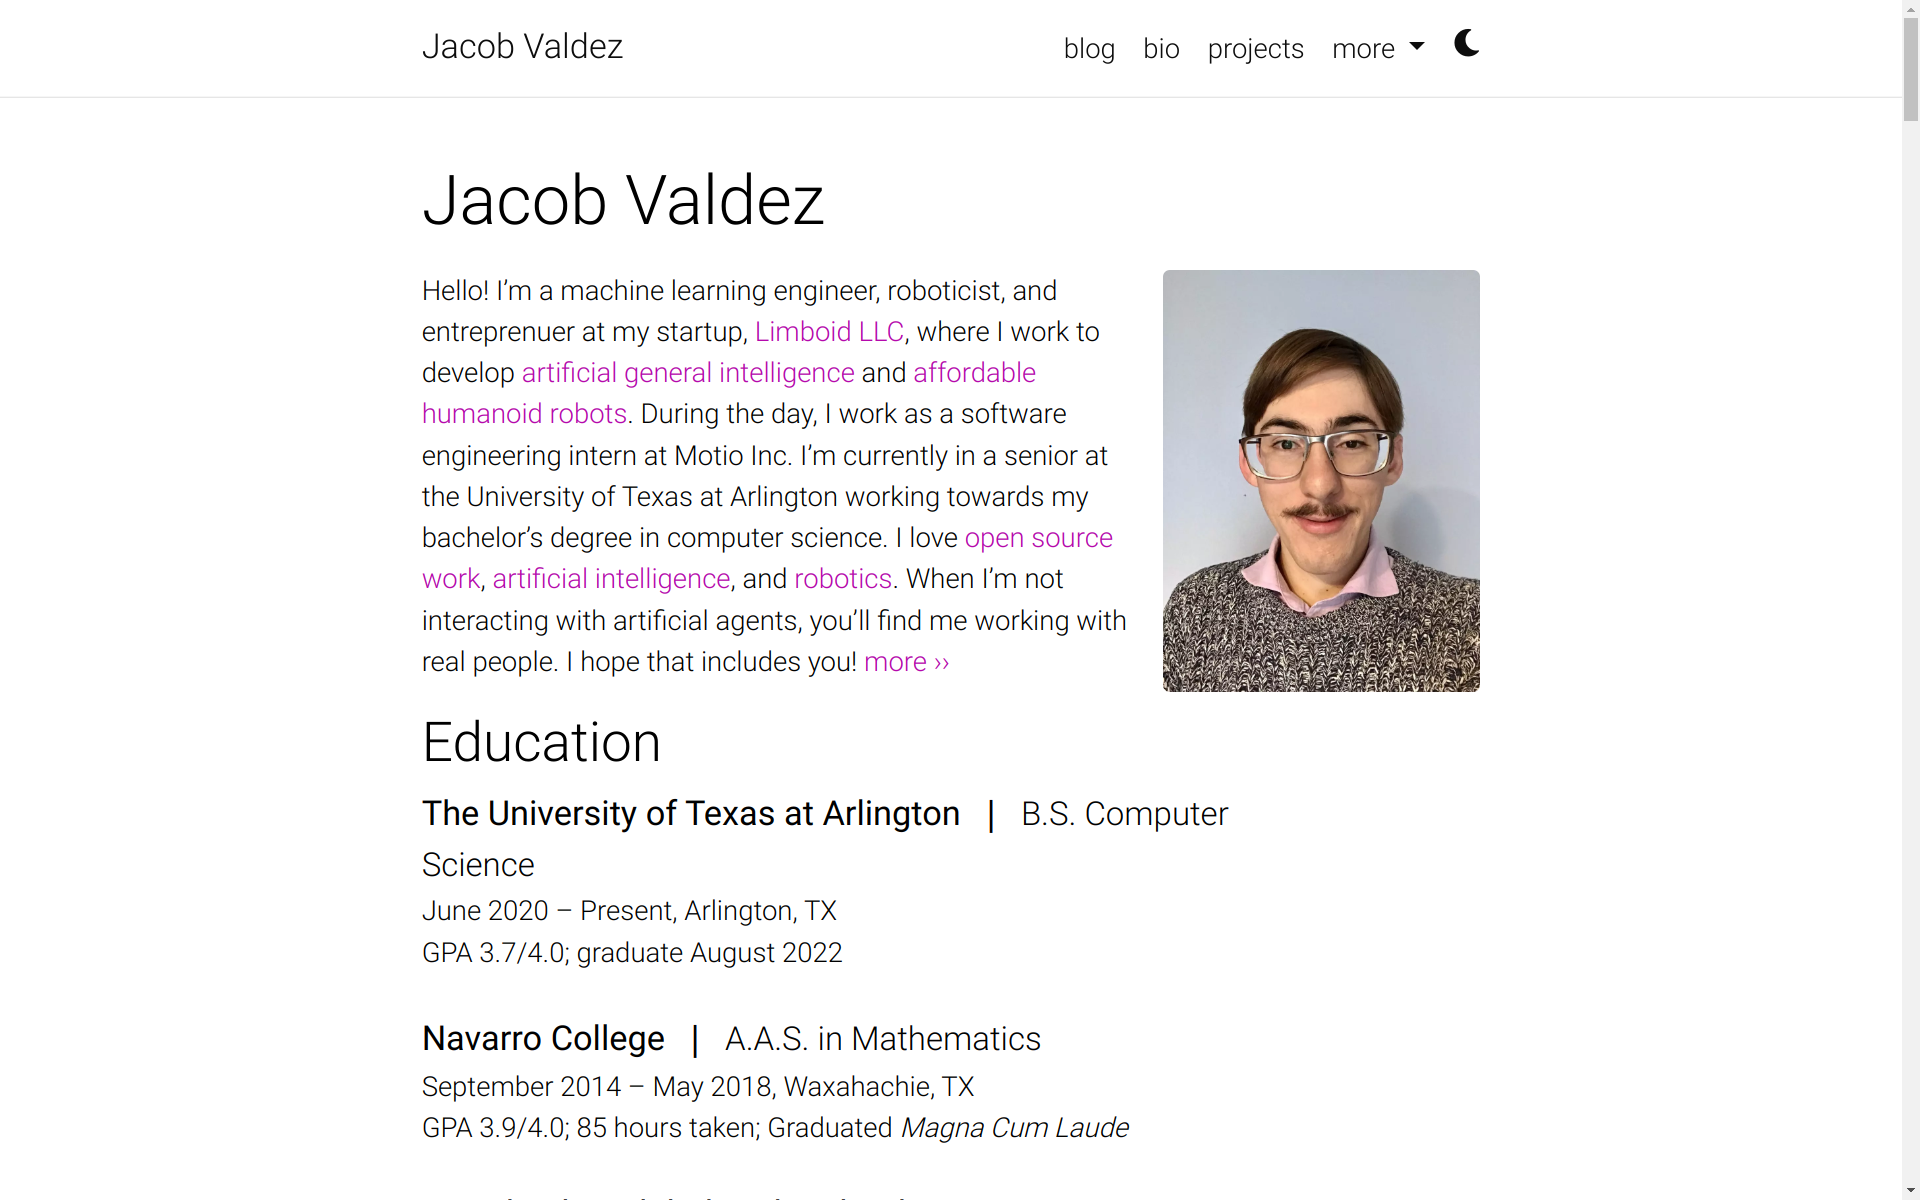 Jacob Valdez
blog bio projects more
Jacob Valdez
Hello! I’m a machine learning engineer, roboticist, and
entreprenuer at my startup, Limboid LLC, where I work to
develop artificial general intelligence and affordable
humanoid robots. During the day, I work as a software
engineering intern at Motio Inc. I’m currently in a senior at
the University of Texas at Arlington working towards my
bachelor’s degree in computer science. I love open source
work, artificial intelligence, and robotics. When I’m not
interacting with artificial agents, you’ll find me working with
real people. I hope that includes you! more ››
Education
The University of Texas at Arlington | B.S. Computer
Science
June 2020 – Present, Arlington, TX
GPA 3.7/4.0; graduate August 2022
Navarro College | A.A.S. in Mathematics
September 2014 – May 2018, Waxahachie, TX
GPA 3.9/4.0; 85 hours taken; Graduated Magna Cum Laude